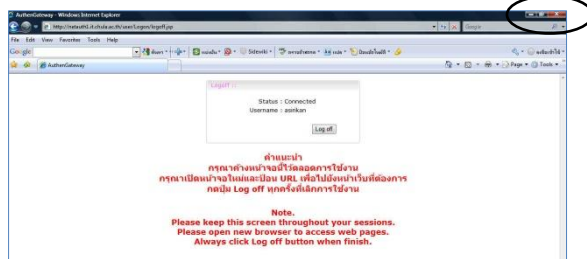 AuthenGateway - Windows Internet Explorer
Google
File Edit View Favorites Tools Help
Google
AuthenGateway
Page Tools
Logoff ::
Status : Connected
Username : asinkan
Log off
คำแนะนำ
กรุณาค้างหน้าจอนี้ไว้ตลอดการใช้งาน
กรุณาเปิดหน้าจอใหม่และป้อน URL เพื่อไปยังหน้าเว็บที่ต้องการ
กดปุ่ม Log off ทุกครั้งที่เลิกการใช้งาน
Note.
Please keep this screen throughout your sessions.
Please open new browser to access web pages.
Always click Log off button when finish.